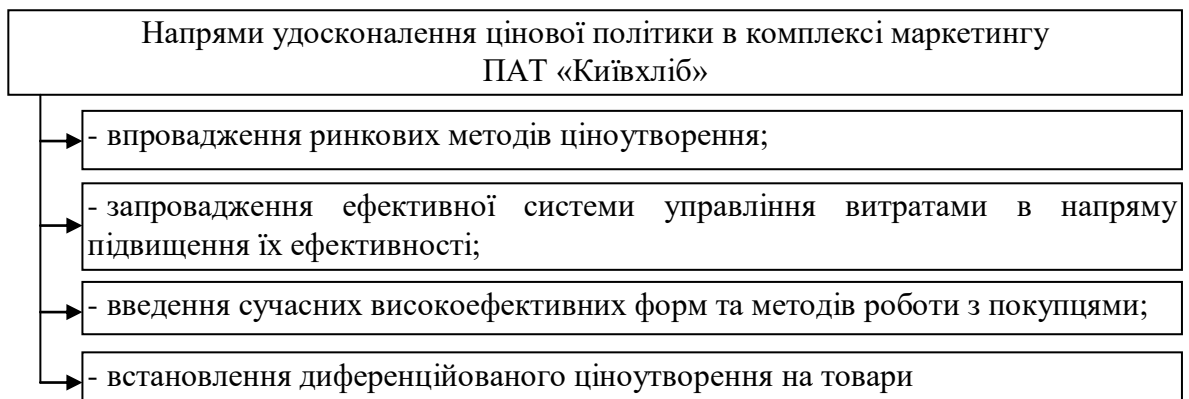 Напрями удосконалення цінової політики в комплексі маркетингу
ПАТ «Київхліб»
- впровадження ринкових методів ціноутворення;
- запровадження ефективної системи управління витратами в напряму
підвищення їх ефективності;
- введення сучасних високоефективних форм та методів роботи з покупцями;
- встановлення диференційованого ціноутворення на товари